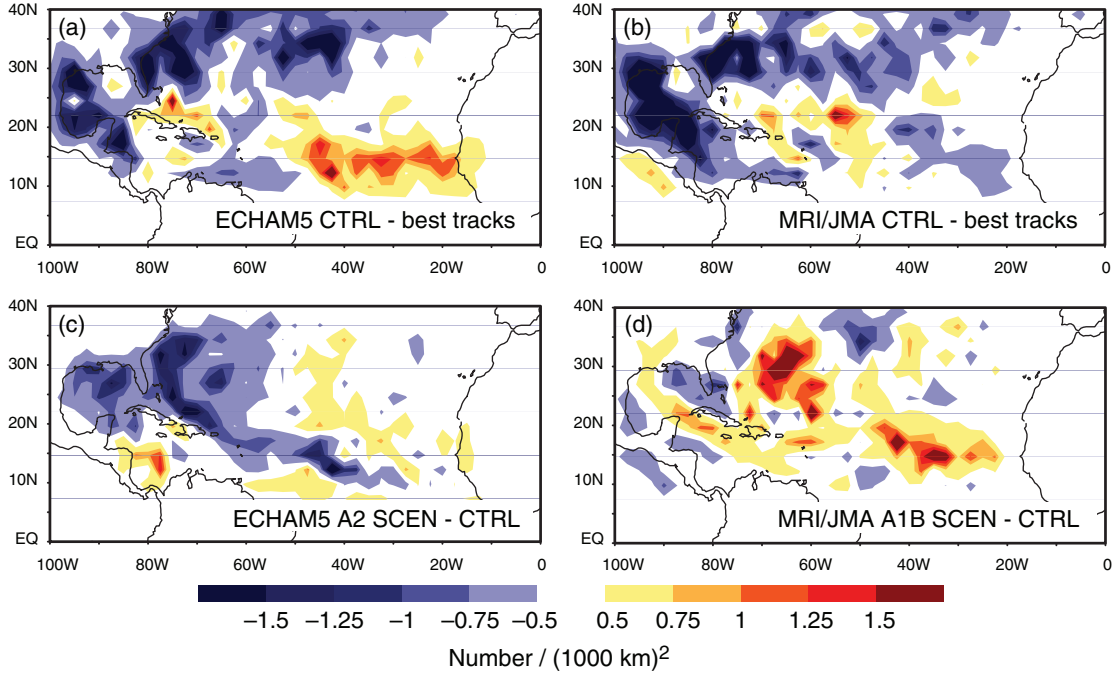 40N (a) 40N (b)
30N 30N
20N 20N
10N 10N
EQ ECHAM5 CTRL - best tracks EQ MRI/JMA CTRL - best tracks
100W 80W 60W 40W 20W 0 100W 80W 60W 40W 20W 0
40N (c) 40N (d)
30N 30N
20N 20N
10N 10N
ECHAM5 A2 SCEN - CTRL MRI/JMA A1B SCEN - CTRL
EQ EQ
100W 80W 60W 40W 20W 0 100W 80W 60W 40W 20W 0
−1.5 −1.25 −1 −0.75 −0.5 0.5 0.75 1 1.25 1.5
Number / (1000 km)2